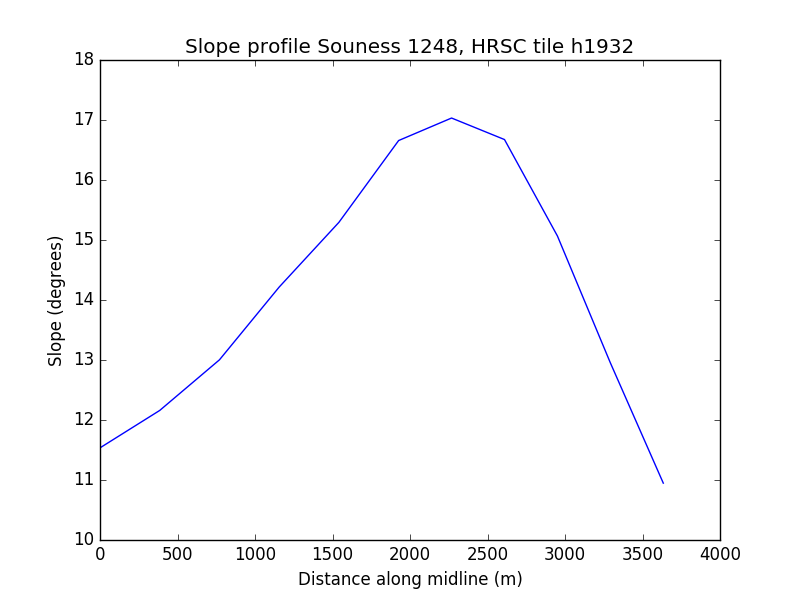 Slope profile Souness 1248, HRSC tile h1932
18
17
16
15
14
13
12
11
10
Slope (degrees)
0 500 1000 1500 2000 2500 3000 3500 4000
Distance along midline (m)